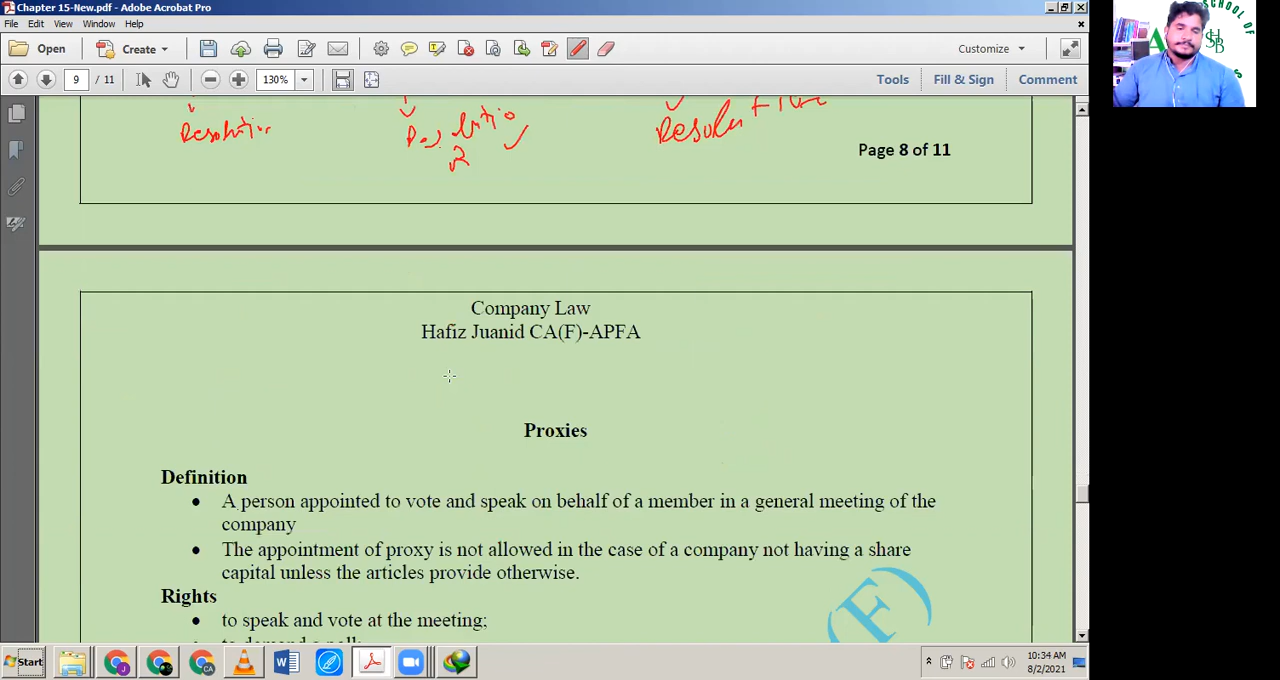 Chapter 15-New.pdf - Adobe Acrobat Pro
File Edit View Window Help
Open Create Customize
9 / 11 130% Tools Fill & Sign Comment
SCHOOL OF
Resolution
2
Page 8 of 11
Company Law
Hafiz Juanid CA(F)-APFA
Proxies
Definition
• A person appointed to vote and speak on behalf of a member in a general meeting of the
company
• The appointment of proxy is not allowed in the case of a company not having a share
capital unless the articles provide otherwise.
Rights
• to speak and vote at the meeting;
(F)
Start
10:34 AM
8/2/2021